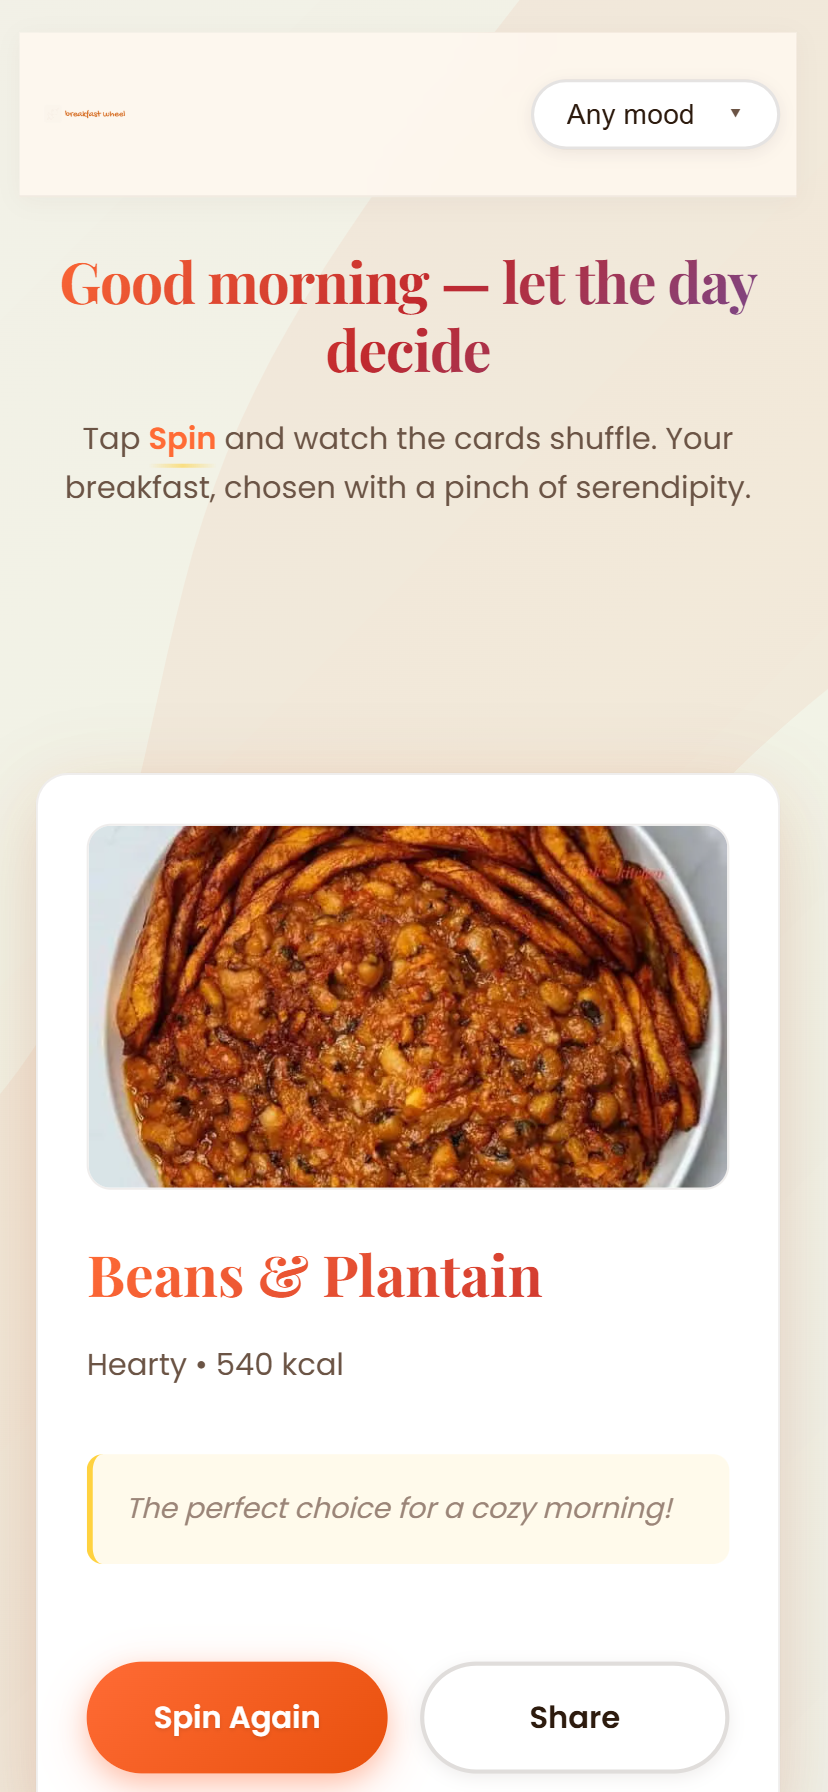 breakfast wheel
Any mood
Good morning — let the day
decide
Tap Spin and watch the cards shuffle. Your
breakfast, chosen with a pinch of serendipity.
kitchen
Beans & Plantain
Hearty • 540 kcal
The perfect choice for a cozy morning!
Spin Again
Share